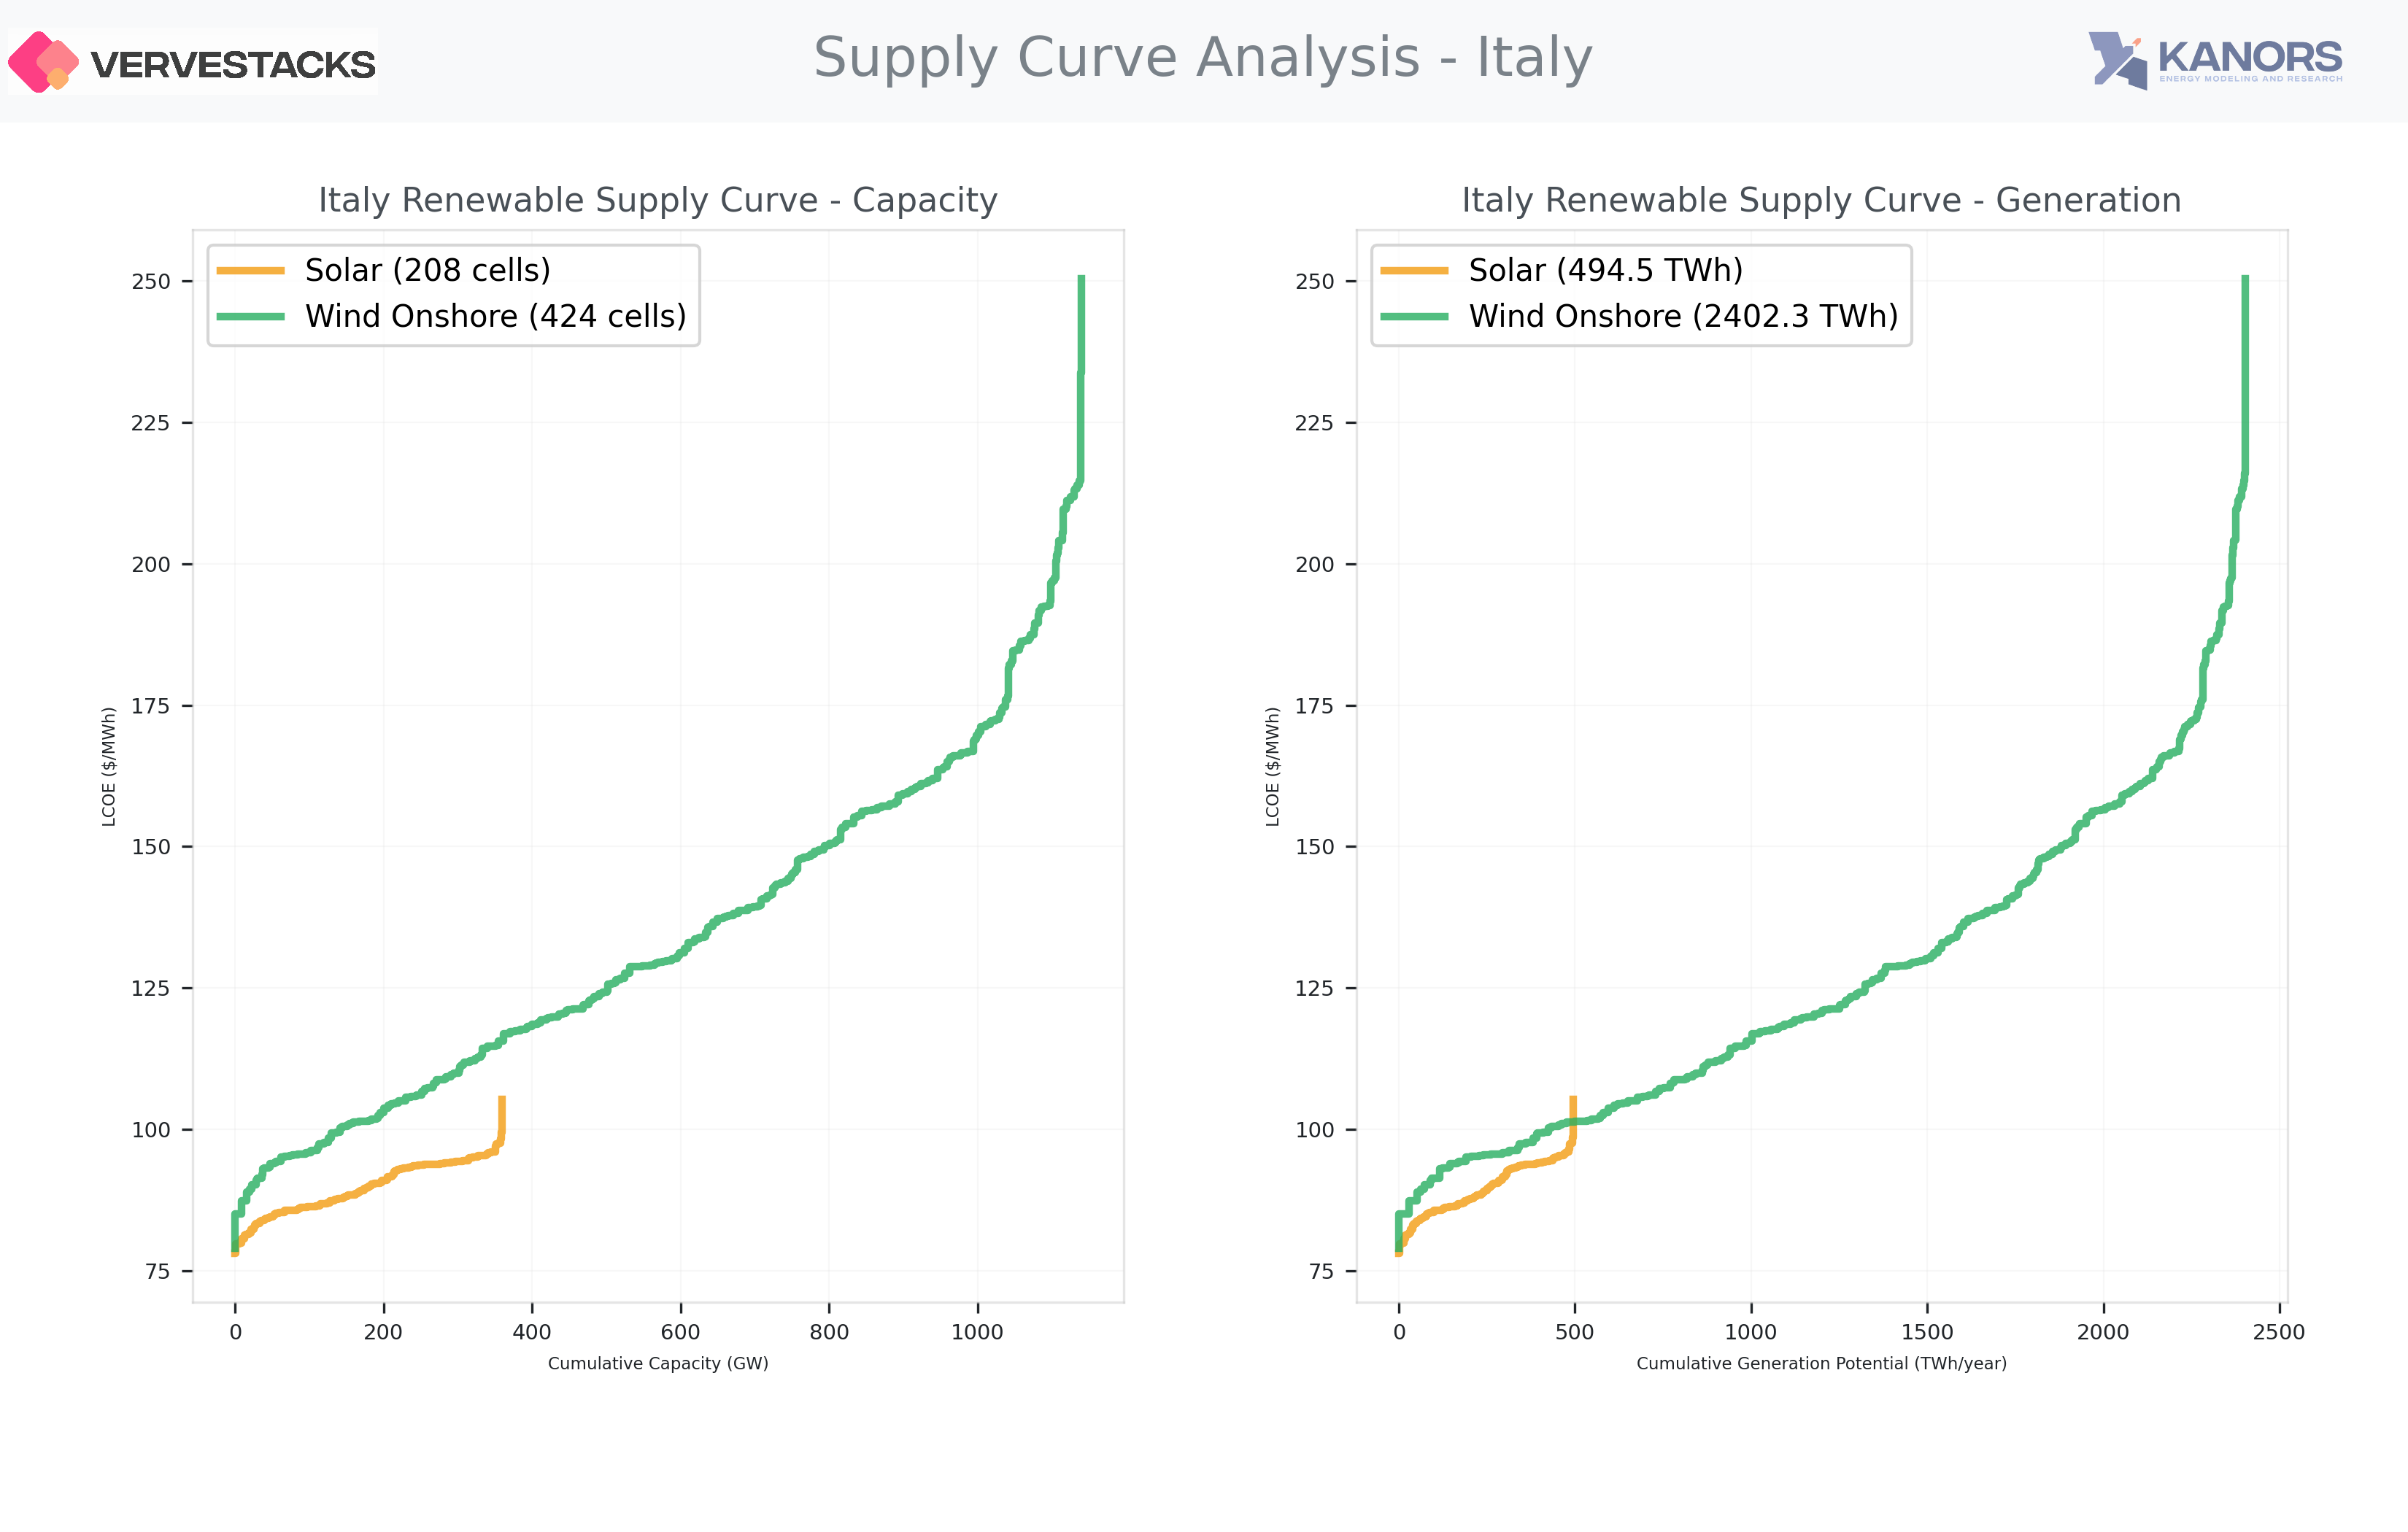 VERVESTACKS
Supply Curve Analysis - Italy
KANORS
ENERGY MODELING AND RESEARCH
Italy Renewable Supply Curve - Capacity
Solar (208 cells)
Wind Onshore (424 cells)
250
225
200
175
150
125
100
75
LCOE ($/MWh)
0
200
400
600
800
1000
Cumulative Capacity (GW)
Italy Renewable Supply Curve - Generation
Solar (494.5 TWh)
Wind Onshore (2402.3 TWh)
250
225
200
175
150
125
100
75
LCOE ($/MWh)
0
500
1000
1500
2000
2500
Cumulative Generation Potential (TWh/year)